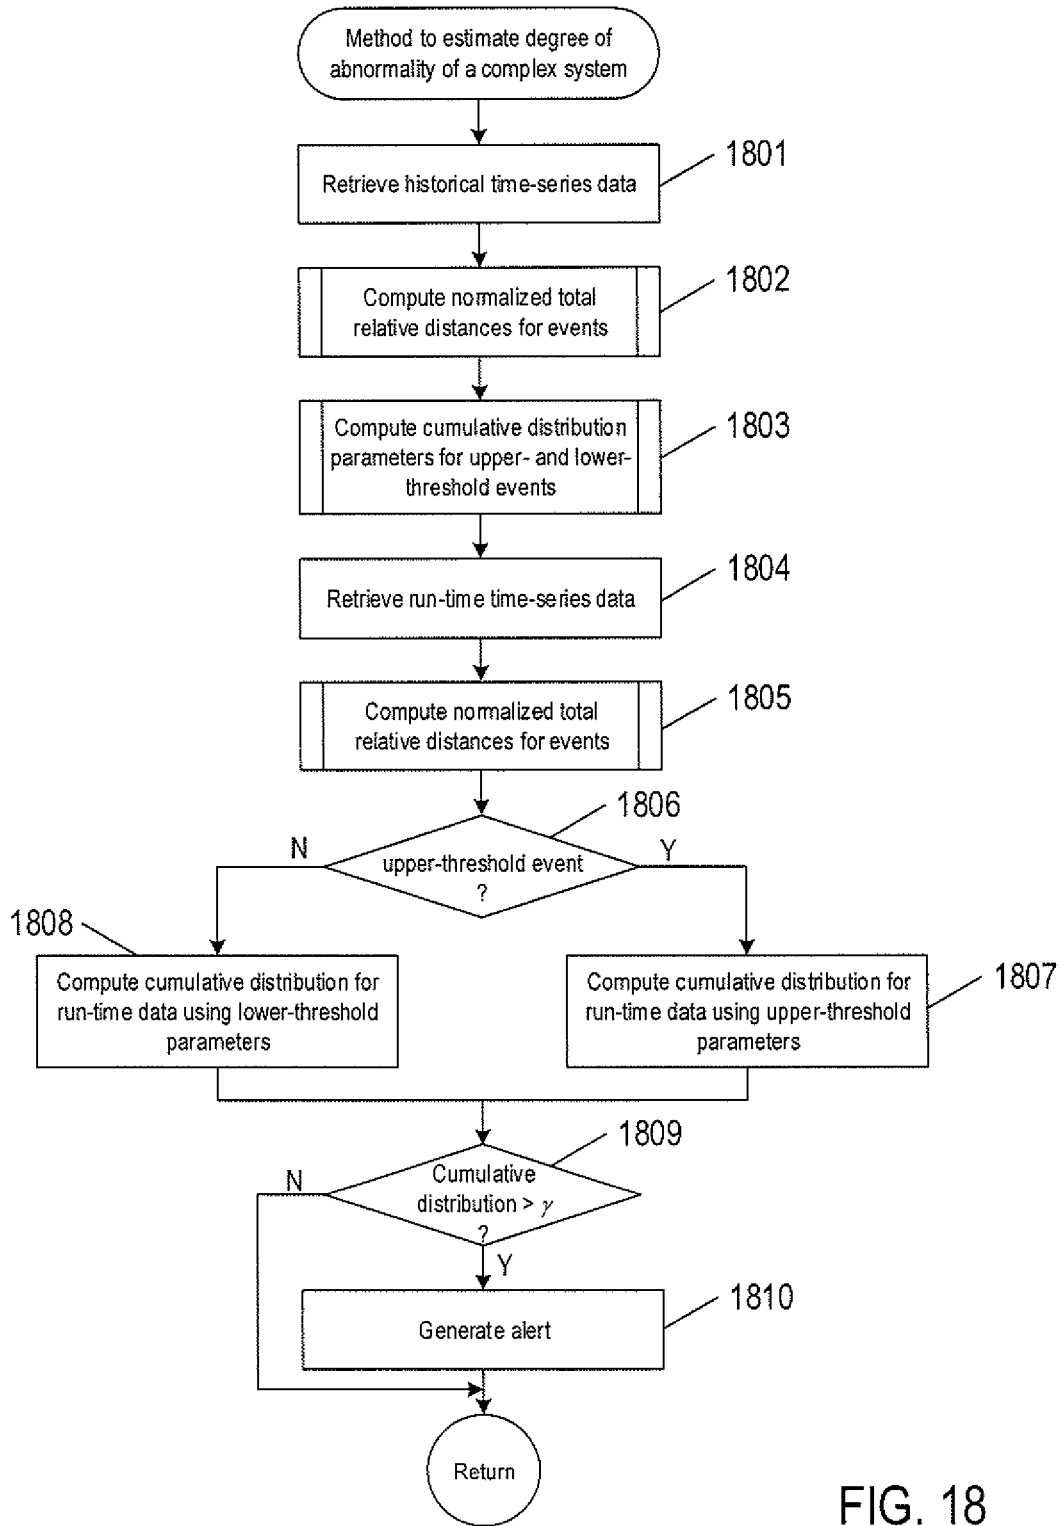 Method to estimate degree of
abnormality of a complex system
1801
Retrieve historical time-series data
1802
Compute normalized total
relative distances for events
1803
Compute cumulative distribution
parameters for upper- and lower-
threshold events
1804
Retrieve run-time time-series data
1805
Compute normalized total
relative distances for events
1806
N
Y
upper-threshold event
?
1808
Compute cumulative distribution for
run-time data using lower-threshold
parameters
1807
Compute cumulative distribution for
run-time data using upper-threshold
parameters
1809
N
Cumulative
distribution > γ
?
Y
1810
Generate alert
Return
FIG. 18